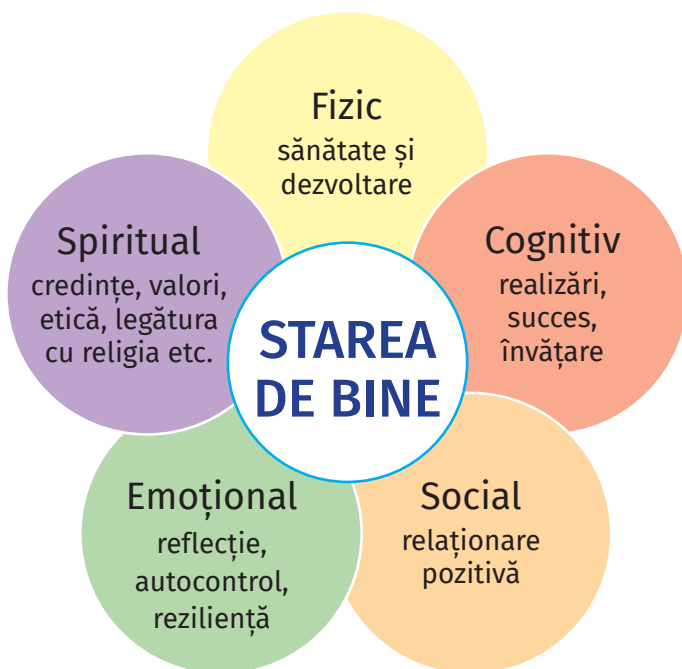 Fizic
sănătate și
dezvoltare
Spiritual
credințe, valori,
etică, legătura
cu religia etc.
Cognitiv
realizări,
succes,
învățare
STAREA
DE BINE
Emoțional
reflecție,
autocontrol,
reziliență
Social
relaționare
pozitivă